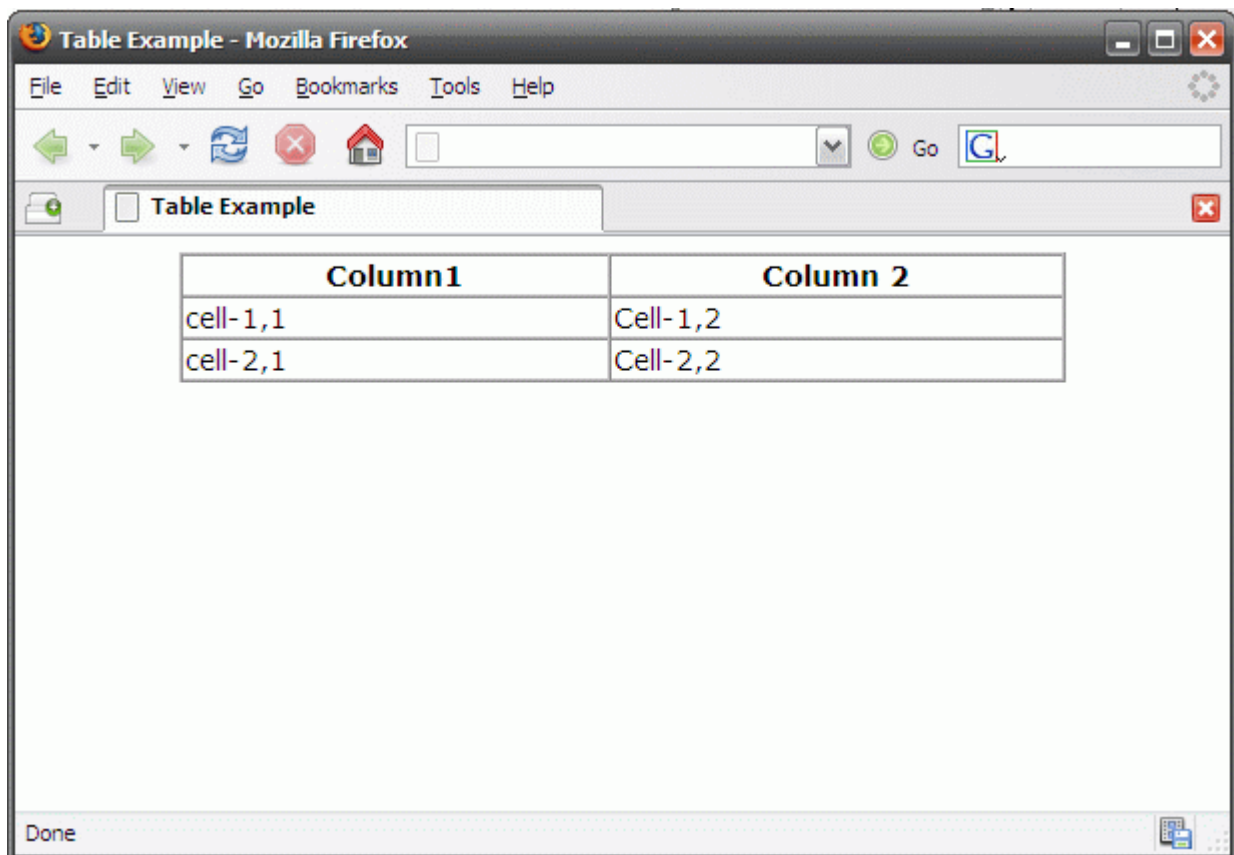 Table Example - Mozilla Firefox
File Edit View Go Bookmarks Tools Help
Go G
Table Example
Column1 Column 2
cell-1,1 Cell-1,2
cell-2,1 Cell-2,2
Done